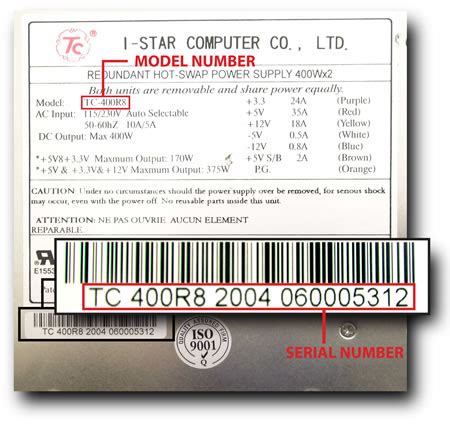 TC
I-STAR COMPUTER CO., LTD.
MODEL NUMBER
REDUNDANT HOT-SWAP POWER SUPPLY 400Wx2
Both units are removable and share power equally.
Model: TC-400R8 +3.3 24A (Purple)
AC Input: 115/230V Auto Selectable +5V 35A (Red)
50-60hZ 10A/5A +12V 18A (Yellow)
DC Output: Max 400W -5V 0.5A (White)
-12V 0.8A (Blue)
*+5V&+3.3V Maximum Output: 170W +5V S/B 2A (Brown)
*+5V & +3.3V&+12V Maximum Output: 375W P.G. (Orange)
CAUTION: Under no circumstances should the power supply over be removed, for serious shock
may occur, even with the power off. No reusable parts inside this unit.
ATTENTION: NE PAS OUVRIE AUCUN ELEMENT
REPARABLE.
E1553
TC 400R8 2004 060005312
SERIAL NUMBER
TC 400R8 2004 060005312
QUALITY ASSURED FIRM
ISO
9001
Q